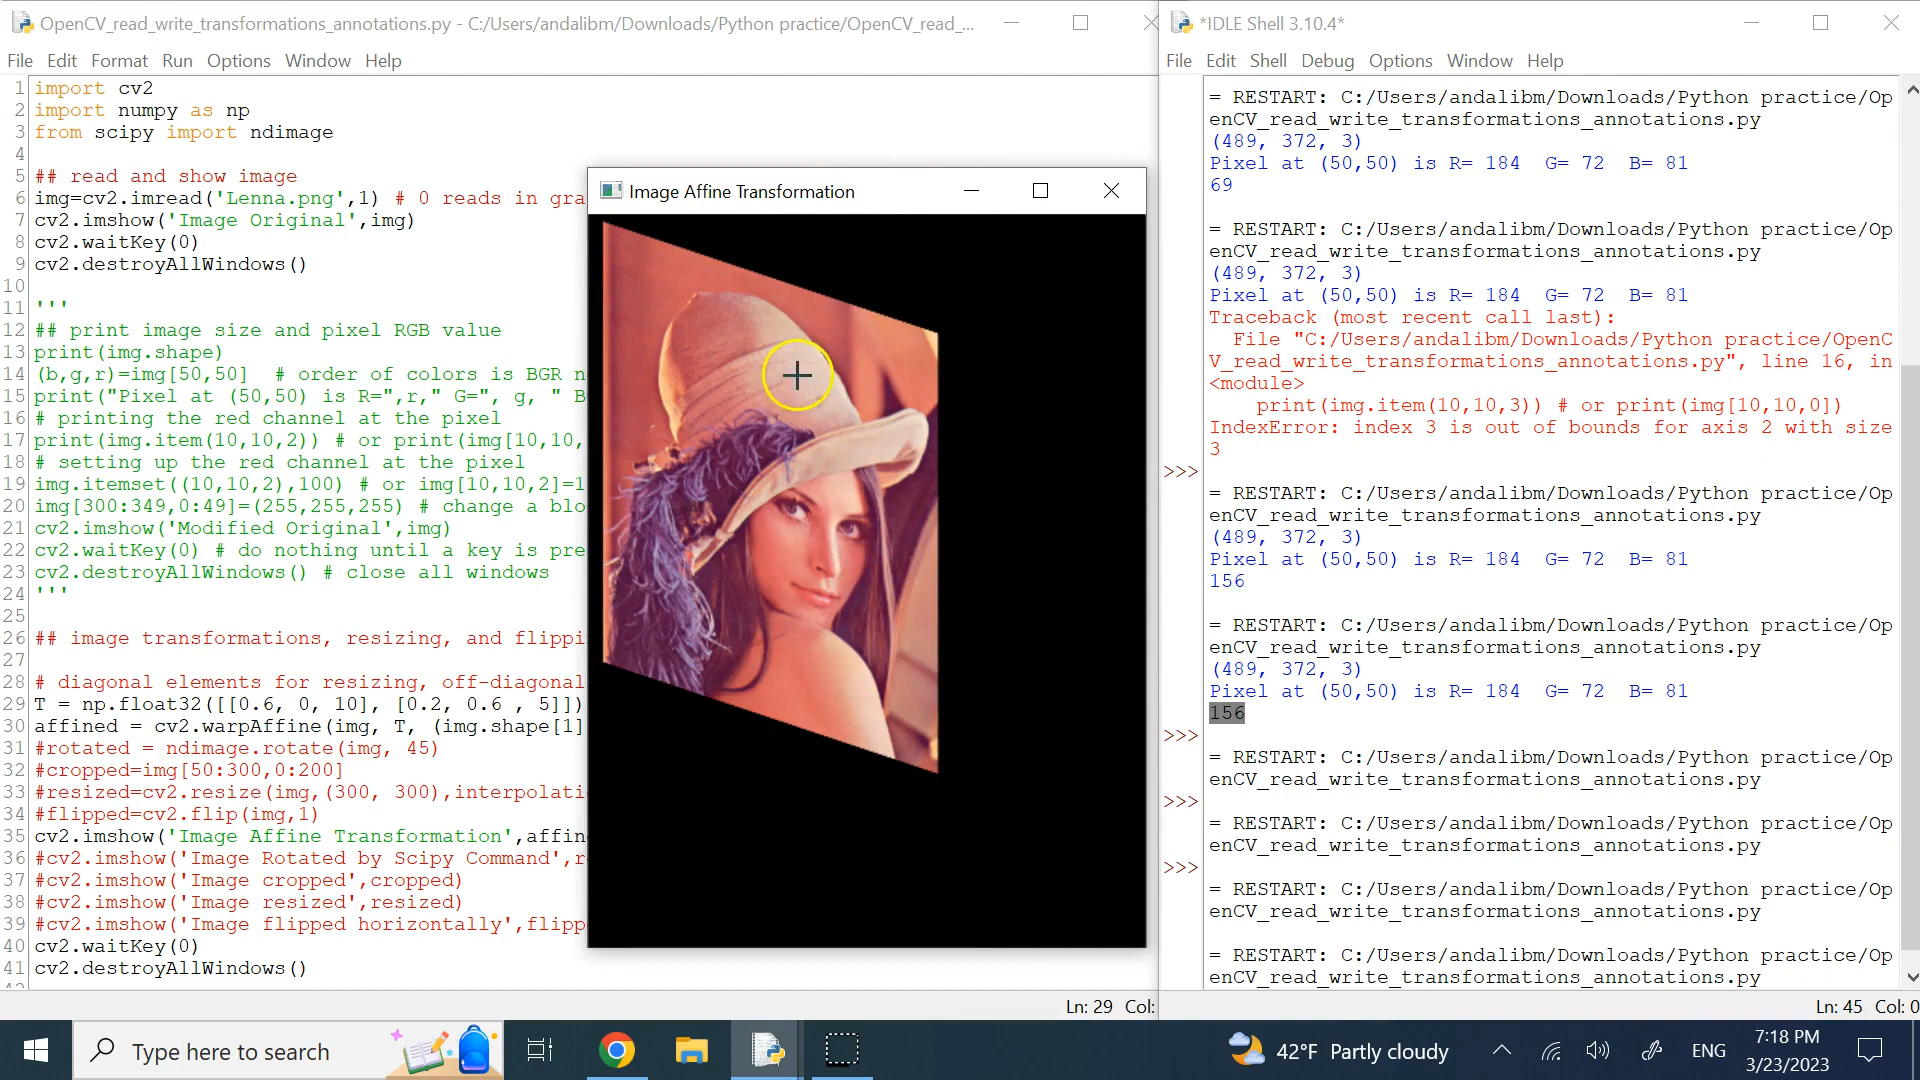 OpenCV_read_write_transformations_annotations.py - C:/Users/andalibm/Downloads/Python practice/OpenCV_read_...
File Edit Format Run Options Window Help
1 import cv2
2 import numpy as np
3 from scipy import ndimage
4
5 ## read and show image
6 img=cv2.imread('Lenna.png',1) # 0 reads in gra
7 cv2.imshow('Image Original',img)
8 cv2.waitKey(0)
9 cv2.destroyAllWindows()
10
11 '''
12 ## print image size and pixel RGB value
13 print(img.shape)
14 (b,g,r)=img[50,50] # order of colors is BGR n
15 print("Pixel at (50,50) is R=",r," G=", g, " B
16 # printing the red channel at the pixel
17 print(img.item(10,10,2)) # or print(img[10,10,
18 # setting up the red channel at the pixel
19 img.itemset((10,10,2),100) # or img[10,10,2]=1
20 img[300:349,0:49]=(255,255,255) # change a blo
21 cv2.imshow('Modified Original',img)
22 cv2.waitKey(0) # do nothing until a key is pre
23 cv2.destroyAllWindows() # close all windows
24 '''
25
26 ## image transformations, resizing, and flippi
27
28 # diagonal elements for resizing, off-diagonal
29 T = np.float32([[0.6, 0, 10], [0.2, 0.6 , 5]])
30 affined = cv2.warpAffine(img, T, (img.shape[1]
31 #rotated = ndimage.rotate(img, 45)
32 #cropped=img[50:300,0:200]
33 #resized=cv2.resize(img,(300, 300),interpolati
34 #flipped=cv2.flip(img,1)
35 cv2.imshow('Image Affine Transformation',affin
36 #cv2.imshow('Image Rotated by Scipy Command',r
37 #cv2.imshow('Image cropped',cropped)
38 #cv2.imshow('Image resized',resized)
39 #cv2.imshow('Image flipped horizontally',flipp
40 cv2.waitKey(0)
41 cv2.destroyAllWindows()
Ln: 29 Col:
Image Affine Transformation
*IDLE Shell 3.10.4*
File Edit Shell Debug Options Window Help
= RESTART: C:/Users/andalibm/Downloads/Python practice/Op
enCV_read_write_transformations_annotations.py
(489, 372, 3)
Pixel at (50,50) is R= 184 G= 72 B= 81
69
= RESTART: C:/Users/andalibm/Downloads/Python practice/Op
enCV_read_write_transformations_annotations.py
(489, 372, 3)
Pixel at (50,50) is R= 184 G= 72 B= 81
Traceback (most recent call last):
File "C:/Users/andalibm/Downloads/Python practice/OpenC
V_read_write_transformations_annotations.py", line 16, in
<module>
print(img.item(10,10,3)) # or print(img[10,10,0])
IndexError: index 3 is out of bounds for axis 2 with size
3
>>>
= RESTART: C:/Users/andalibm/Downloads/Python practice/Op
enCV_read_write_transformations_annotations.py
(489, 372, 3)
Pixel at (50,50) is R= 184 G= 72 B= 81
156
= RESTART: C:/Users/andalibm/Downloads/Python practice/Op
enCV_read_write_transformations_annotations.py
(489, 372, 3)
Pixel at (50,50) is R= 184 G= 72 B= 81
156
>>>
= RESTART: C:/Users/andalibm/Downloads/Python practice/Op
enCV_read_write_transformations_annotations.py
>>>
= RESTART: C:/Users/andalibm/Downloads/Python practice/Op
enCV_read_write_transformations_annotations.py
>>>
= RESTART: C:/Users/andalibm/Downloads/Python practice/Op
enCV_read_write_transformations_annotations.py
= RESTART: C:/Users/andalibm/Downloads/Python practice/Op
enCV_read_write_transformations_annotations.py
Ln: 45 Col: 0
Type here to search
42°F Partly cloudy
ENG
7:18 PM
3/23/2023